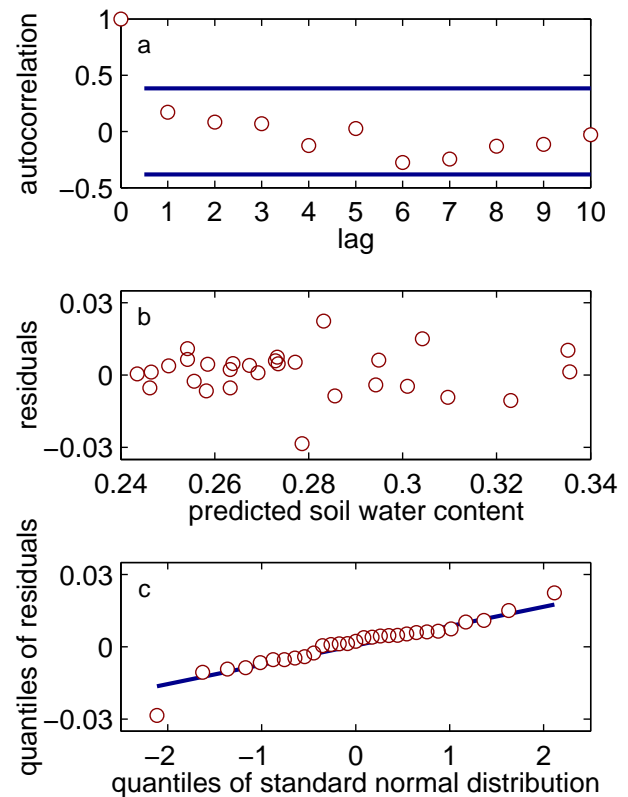 a
autocorrelation
1
0.5
0
−0.5
0 1 2 3 4 5 6 7 8 9 10
lag
b
residuals
0.03
0
−0.03
0.24 0.26 0.28 0.3 0.32 0.34
predicted soil water content
c
quantiles of residuals
0.03
0
−0.03
−2 −1 0 1 2
quantiles of standard normal distribution